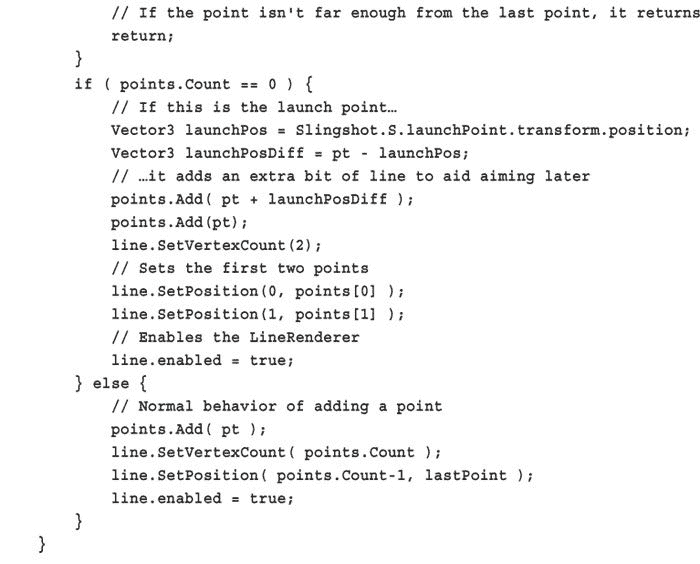 // If the point isn't far enough from the last point, it returns
return;
}
if ( points.Count == 0 ) {
// If this is the launch point…
Vector3 launchPos = Slingshot.S.launchPoint.transform.position;
Vector3 launchPosDiff = pt - launchPos;
// …it adds an extra bit of line to aid aiming later
points.Add( pt + launchPosDiff );
points.Add(pt);
line.SetVertexCount(2);
// Sets the first two points
line.SetPosition(0, points[0] );
line.SetPosition(1, points[1] );
// Enables the LineRenderer
line.enabled = true;
} else {
// Normal behavior of adding a point
points.Add( pt );
line.SetVertexCount( points.Count );
line.SetPosition( points.Count-1, lastPoint );
line.enabled = true;
}
}